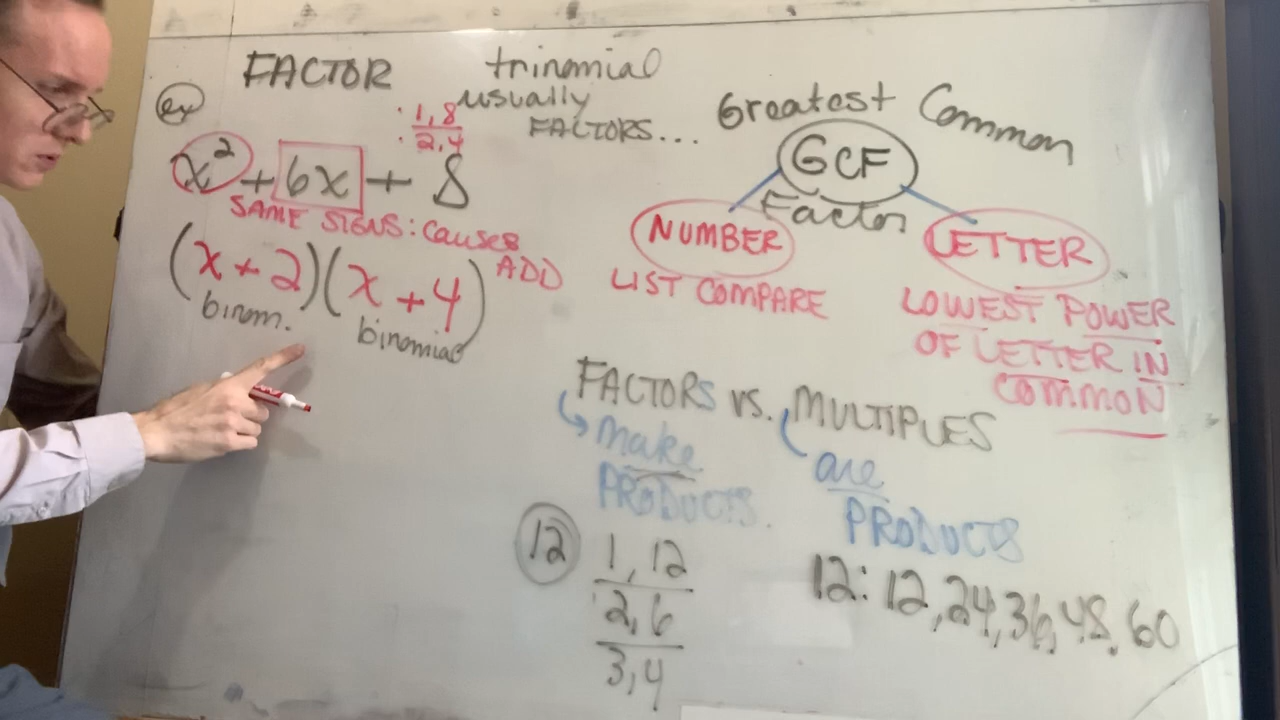 FACTOR
trinomial
usually
FACTORS...
ex
: 1,8
: 2,4
x² + 6x + 8
SAME SIGNS: causes
ADD
(x + 2)(x + 4)
binom. binomial
Greatest Common
GCF
Factor
NUMBER
LIST COMPARE
LETTER
LOWEST POWER
OF LETTER IN
COMMON
FACTORS vs. MULTIPLES
make
PRODUCTS.
are
PRODUCTS
12
1, 12
2, 6
3, 4
12: 12, 24, 36, 48, 60